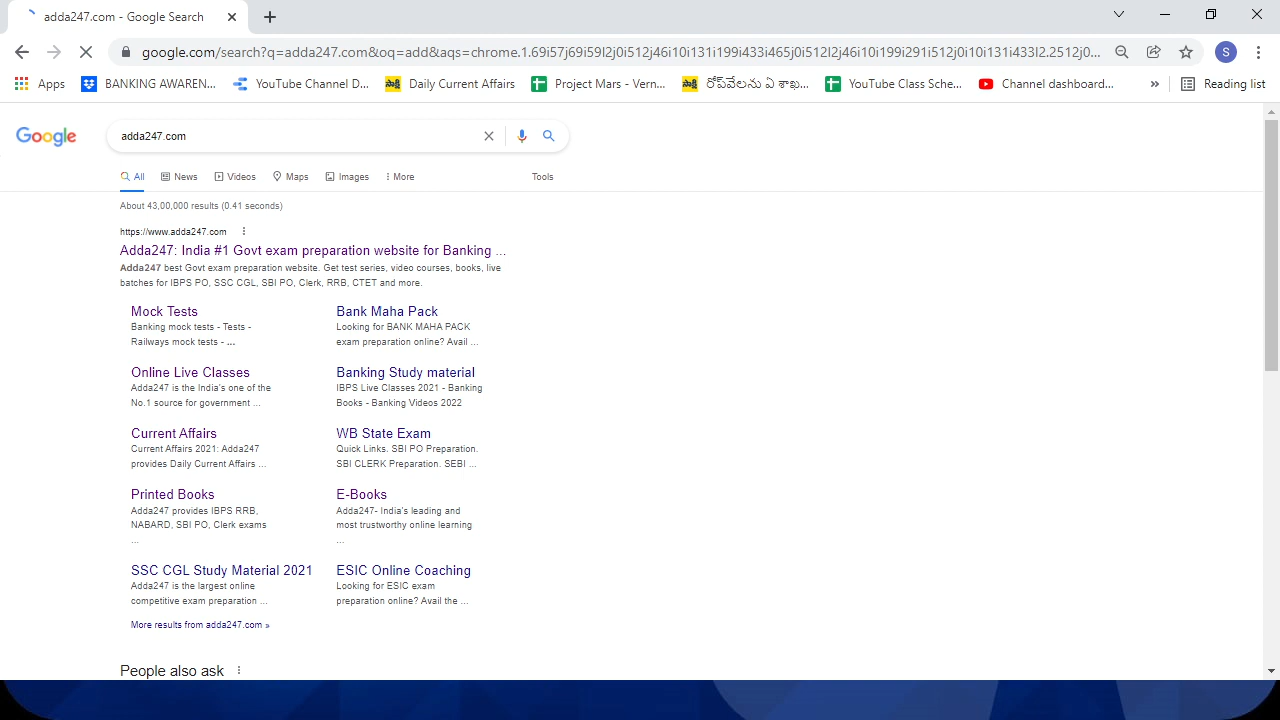 adda247.com - Google Search
google.com/search?q=adda247.com&oq=add&aqs=chrome.1.69i57j69i59l2j0i512j46i10i131i199i433i465j0i512l2j46i10i199i291i512j0i10i131i433l2.2512j0...
S
Apps
BANKING AWAREN...
YouTube Channel D...
సాక్షి Daily Current Affairs
Project Mars - Vern...
సాక్షి రోప్‌వేలను ఏ శాఖ...
YouTube Class Sche...
Channel dashboard...
»
Reading list
Google
adda247.com
All
News
Videos
Maps
Images
More
Tools
About 43,00,000 results (0.41 seconds)
https://www.adda247.com
Adda247: India #1 Govt exam preparation website for Banking ...
Adda247 best Govt exam preparation website. Get test series, video courses, books, live
batches for IBPS PO, SSC CGL, SBI PO, Clerk, RRB, CTET and more.
Mock Tests
Banking mock tests - Tests -
Railways mock tests - ...
Bank Maha Pack
Looking for BANK MAHA PACK
exam preparation online? Avail ...
Online Live Classes
Adda247 is the India's one of the
No.1 source for government ...
Banking Study material
IBPS Live Classes 2021 - Banking
Books - Banking Videos 2022
Current Affairs
Current Affairs 2021: Adda247
provides Daily Current Affairs ...
WB State Exam
Quick Links. SBI PO Preparation.
SBI CLERK Preparation. SEBI ...
Printed Books
Adda247 provides IBPS RRB,
NABARD, SBI PO, Clerk exams
...
E-Books
Adda247- India's leading and
most trustworthy online learning
...
SSC CGL Study Material 2021
Adda247 is the largest online
competitive exam preparation ...
ESIC Online Coaching
Looking for ESIC exam
preparation online? Avail the ...
More results from adda247.com »
People also ask